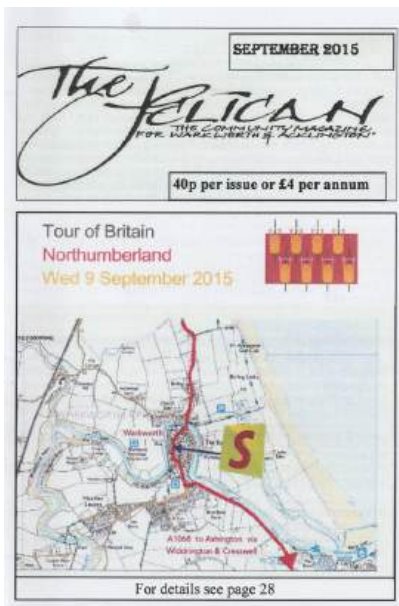 SEPTEMBER 2015
The Pelican
"THE COMMUNITY MAGAZINE
FOR WARKWORTH & ACKLINGTON"
40p per issue or £4 per annum
Tour of Britain
Northumberland
Wed 9 September 2015
Warkworth
S
A1068 to Ashington via
Widdrington & Cresswell
For details see page 28